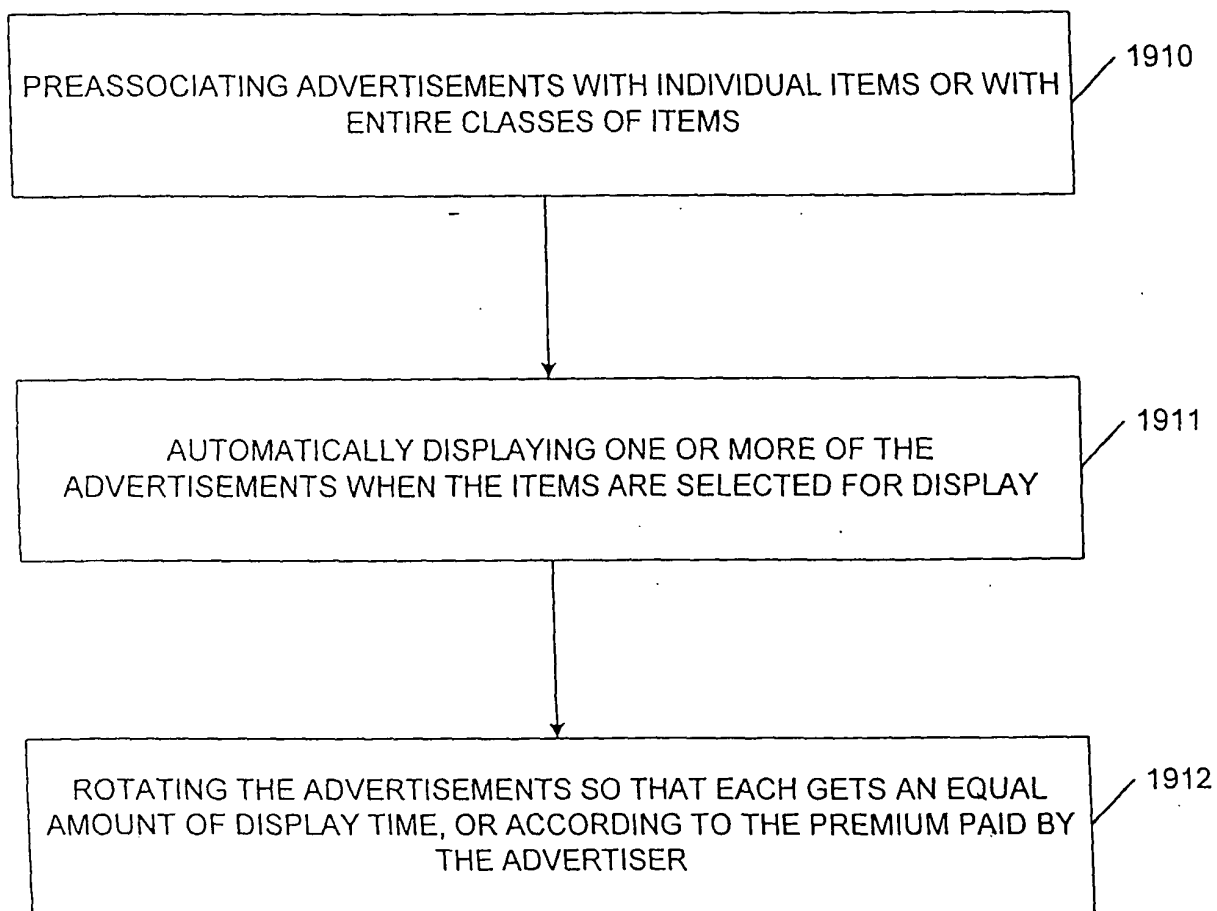 PREASSOCIATING ADVERTISEMENTS WITH INDIVIDUAL ITEMS OR WITH
ENTIRE CLASSES OF ITEMS
1910
AUTOMATICALLY DISPLAYING ONE OR MORE OF THE
ADVERTISEMENTS WHEN THE ITEMS ARE SELECTED FOR DISPLAY
1911
ROTATING THE ADVERTISEMENTS SO THAT EACH GETS AN EQUAL
AMOUNT OF DISPLAY TIME, OR ACCORDING TO THE PREMIUM PAID BY
THE ADVERTISER
1912